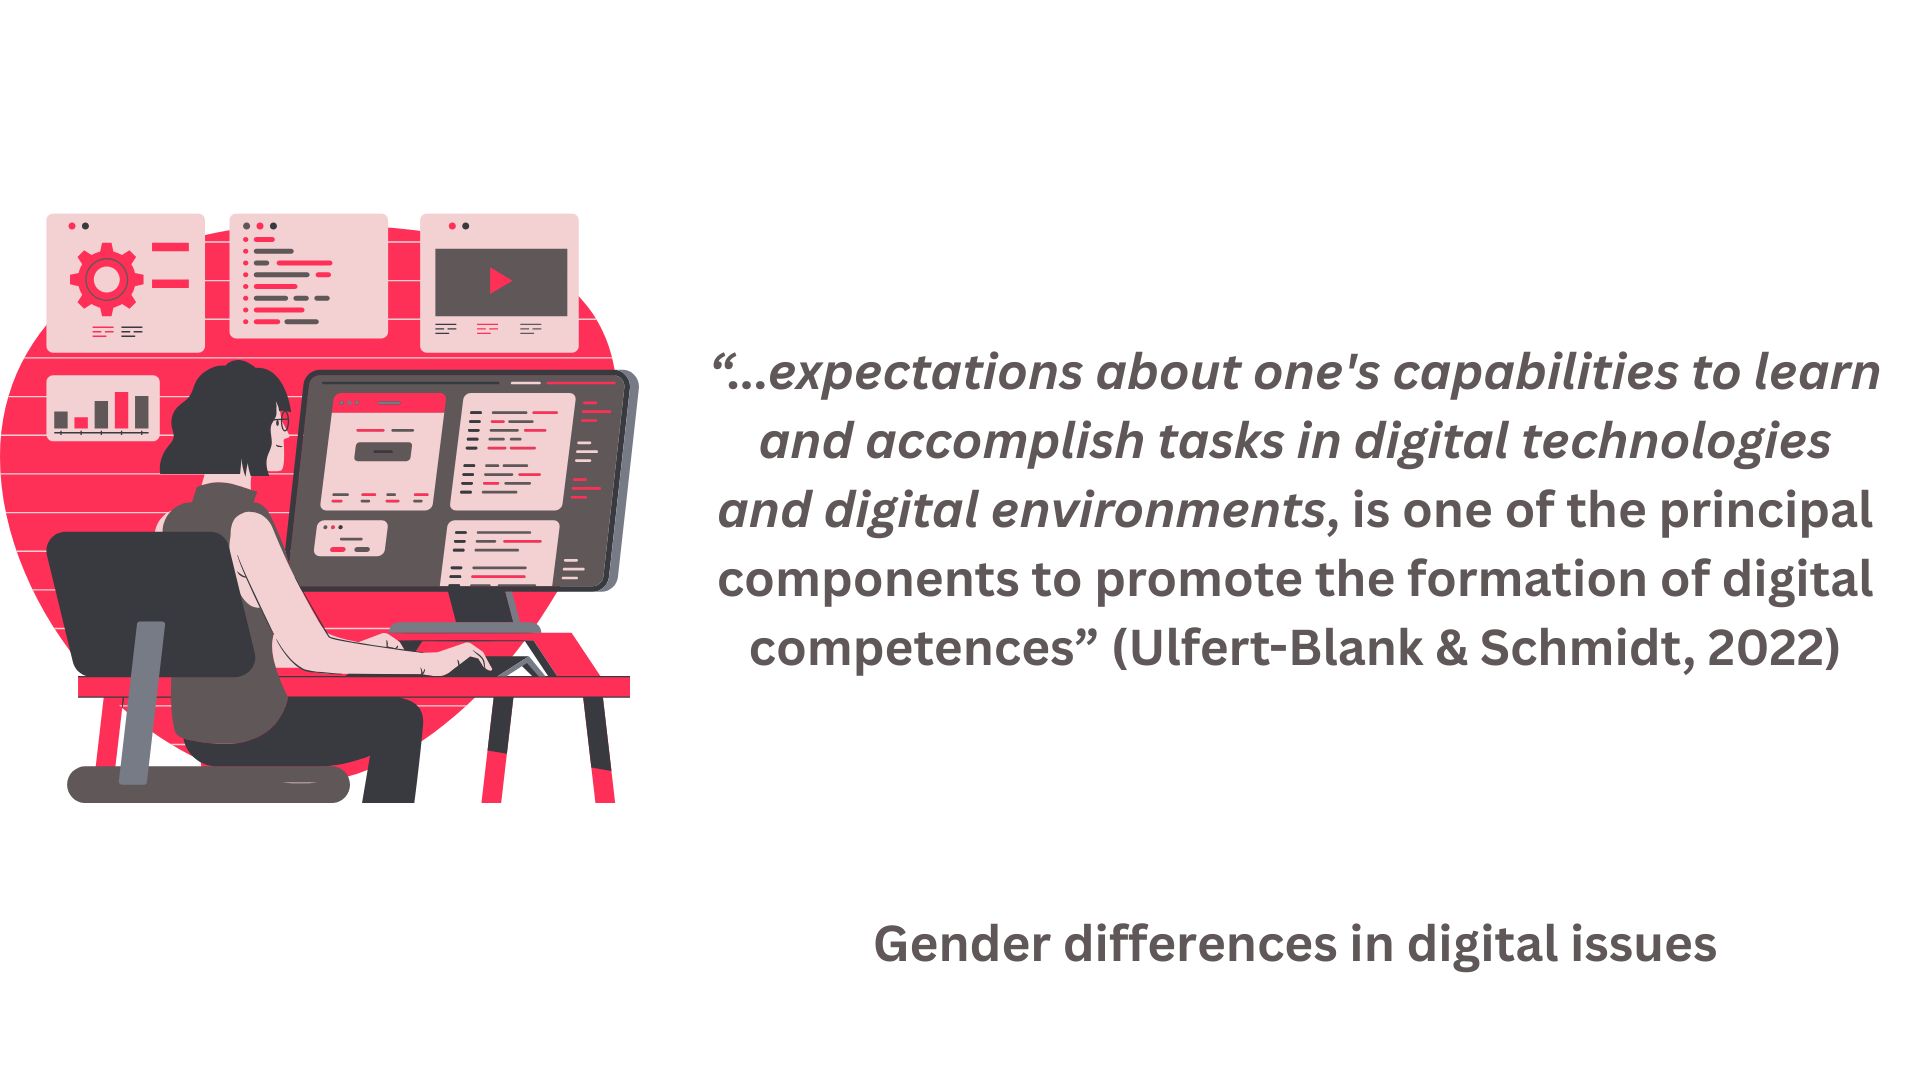 “...expectations about one's capabilities to learn
and accomplish tasks in digital technologies
and digital environments, is one of the principal
components to promote the formation of digital
competences” (Ulfert-Blank & Schmidt, 2022)
Gender differences in digital issues